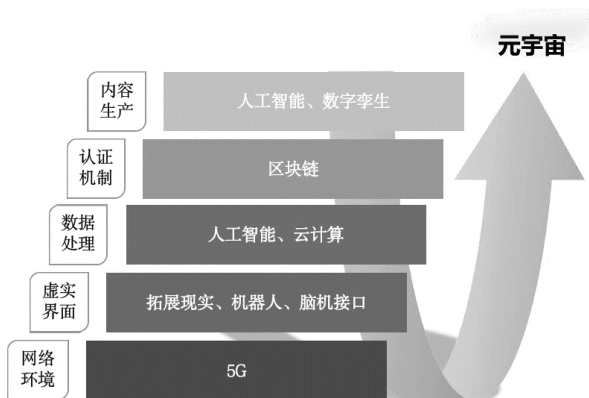 元宇宙
内容
生产
人工智能、数字孪生
认证
机制
区块链
数据
处理
人工智能、云计算
虚实
界面
拓展现实、机器人、脑机接口
网络
环境
5G